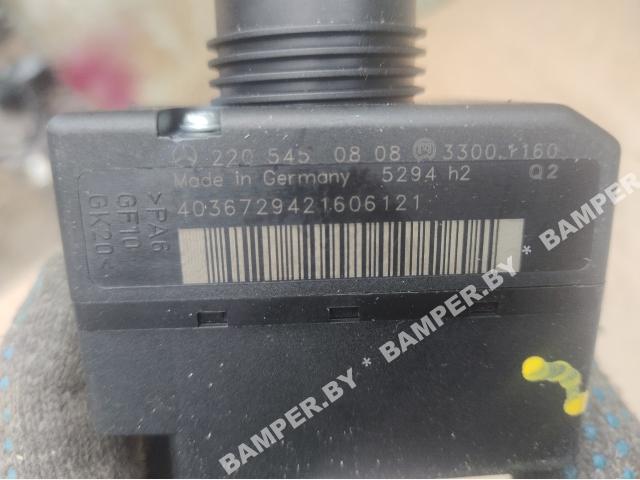 220 545 08 08 3300.1160
Made in Germany 5294 h2 Q2
4036729421606121
>PA6
GF10
GK20<
BAMPER.BY * BAMPER.BY * BAMPER.BY * BAMPER.BY